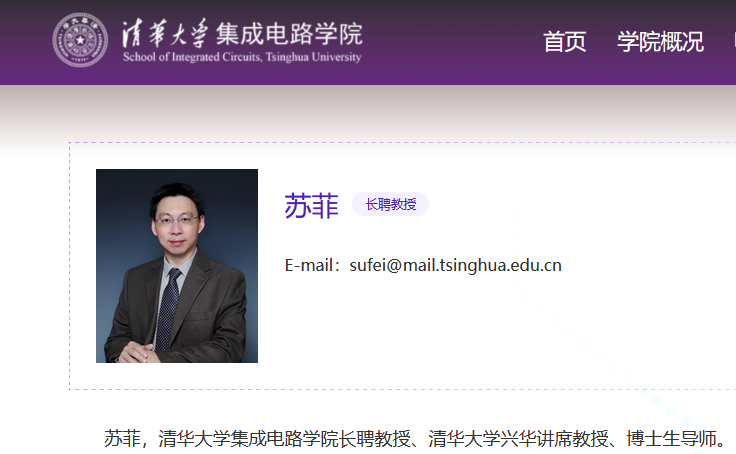 清华大学 集成电路学院
School of Integrated Circuits, Tsinghua University
首页 学院概况
苏菲 长聘教授
E-mail：sufei@mail.tsinghua.edu.cn
苏菲，清华大学集成电路学院长聘教授、清华大学兴华讲席教授、博士生导师。